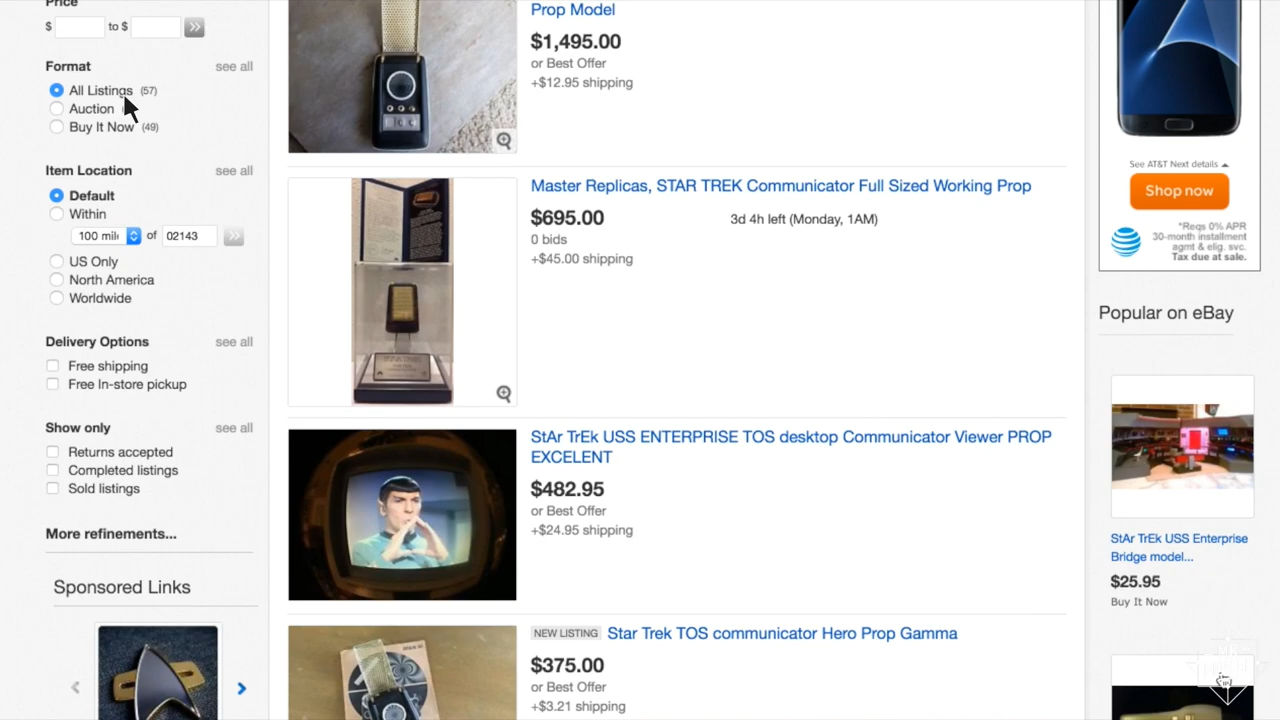 Price
$ to $
Format see all
All Listings (57)
Auction
Buy It Now (49)
Item Location see all
Default
Within
100 mile of 02143
US Only
North America
Worldwide
Delivery Options see all
Free shipping
Free In-store pickup
Show only see all
Returns accepted
Completed listings
Sold listings
More refinements...
Sponsored Links
Prop Model
$1,495.00
or Best Offer
+$12.95 shipping
Master Replicas, STAR TREK Communicator Full Sized Working Prop
$695.00 3d 4h left (Monday, 1AM)
0 bids
+$45.00 shipping
StAr TrEk USS ENTERPRISE TOS desktop Communicator Viewer PROP
EXCELENT
$482.95
or Best Offer
+$24.95 shipping
NEW LISTING Star Trek TOS communicator Hero Prop Gamma
$375.00
or Best Offer
+$3.21 shipping
See AT&T Next details
Shop now
*Reqs 0% APR
30-month installment
agmt & elig. svc.
Tax due at sale.
Popular on eBay
StAr TrEk USS Enterprise
Bridge model...
$25.95
Buy It Now